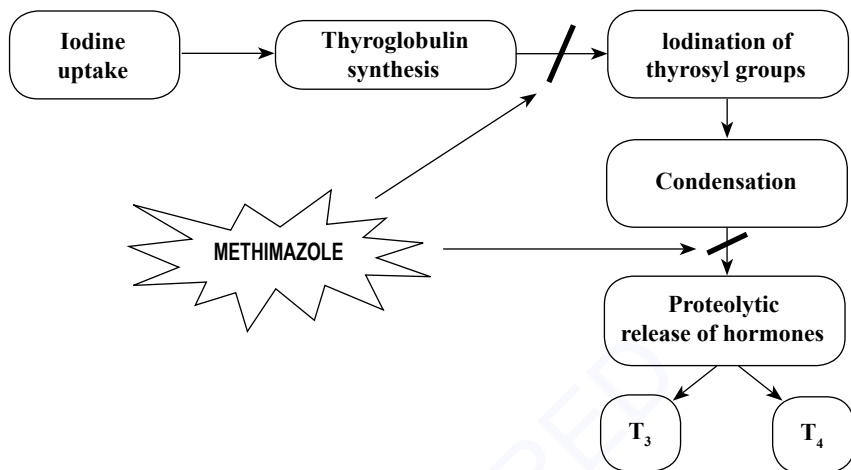 Iodine
uptake
Thyroglobulin
synthesis
lodination of
thyrosyl groups
Condensation
METHIMAZOLE
Proteolytic
release of hormones
T3
T4